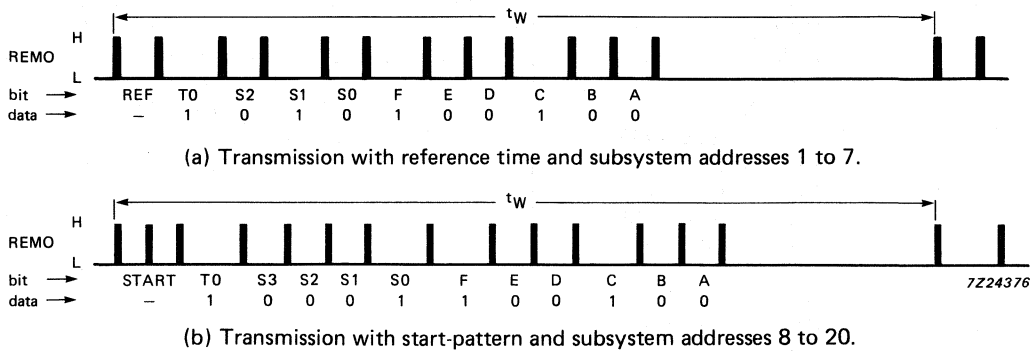 tW
H
REMO
L
bit → REF T0 S2 S1 S0 F E D C B A
data → – 1 0 1 0 1 0 0 1 0 0
(a) Transmission with reference time and subsystem addresses 1 to 7.
tW
H
REMO
L
bit → START T0 S3 S2 S1 S0 F E D C B A
data → – 1 0 0 0 1 1 0 0 1 0 0
7Z24376
(b) Transmission with start-pattern and subsystem addresses 8 to 20.